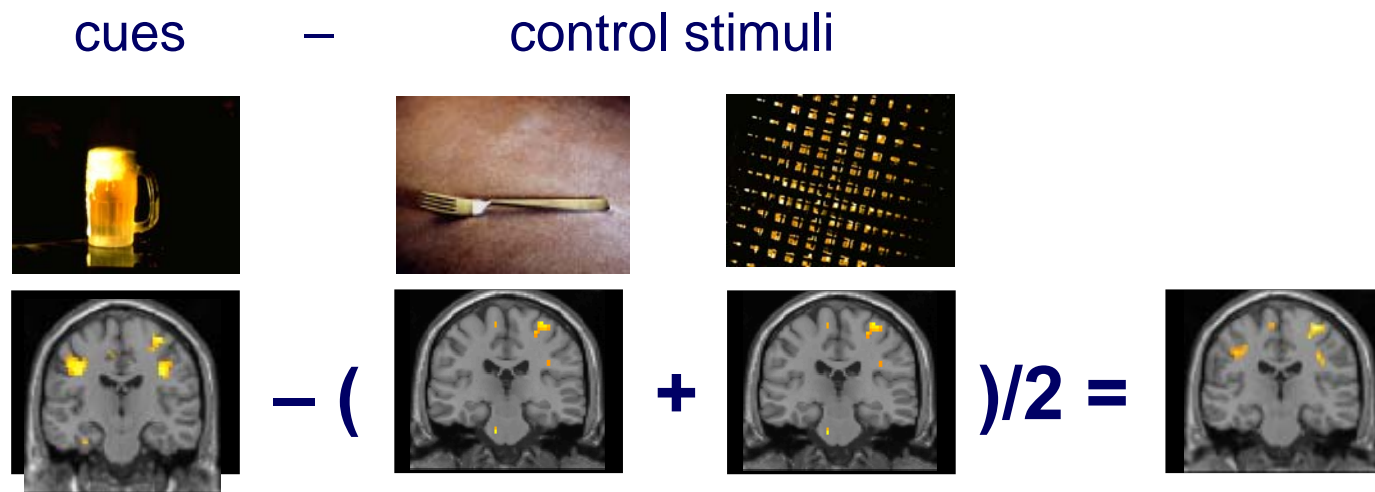 cues – control stimuli
– ( + )/2 =